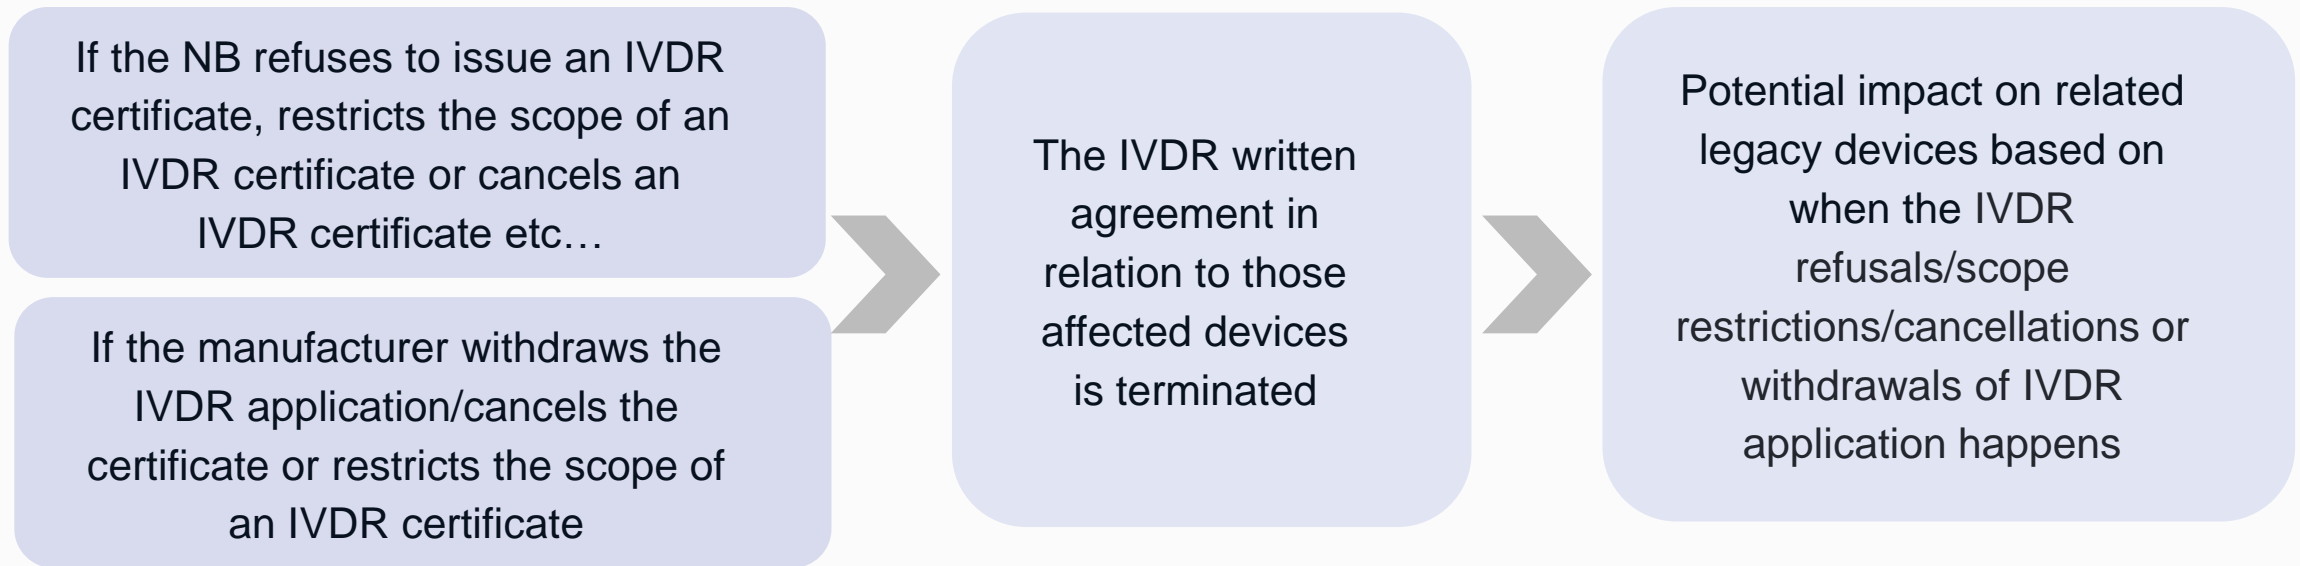 If the NB refuses to issue an IVDR
certificate, restricts the scope of an
IVDR certificate or cancels an
IVDR certificate etc…
If the manufacturer withdraws the
IVDR application/cancels the
certificate or restricts the scope of
an IVDR certificate
The IVDR written
agreement in
relation to those
affected devices
is terminated
Potential impact on related
legacy devices based on
when the IVDR
refusals/scope
restrictions/cancellations or
withdrawals of IVDR
application happens